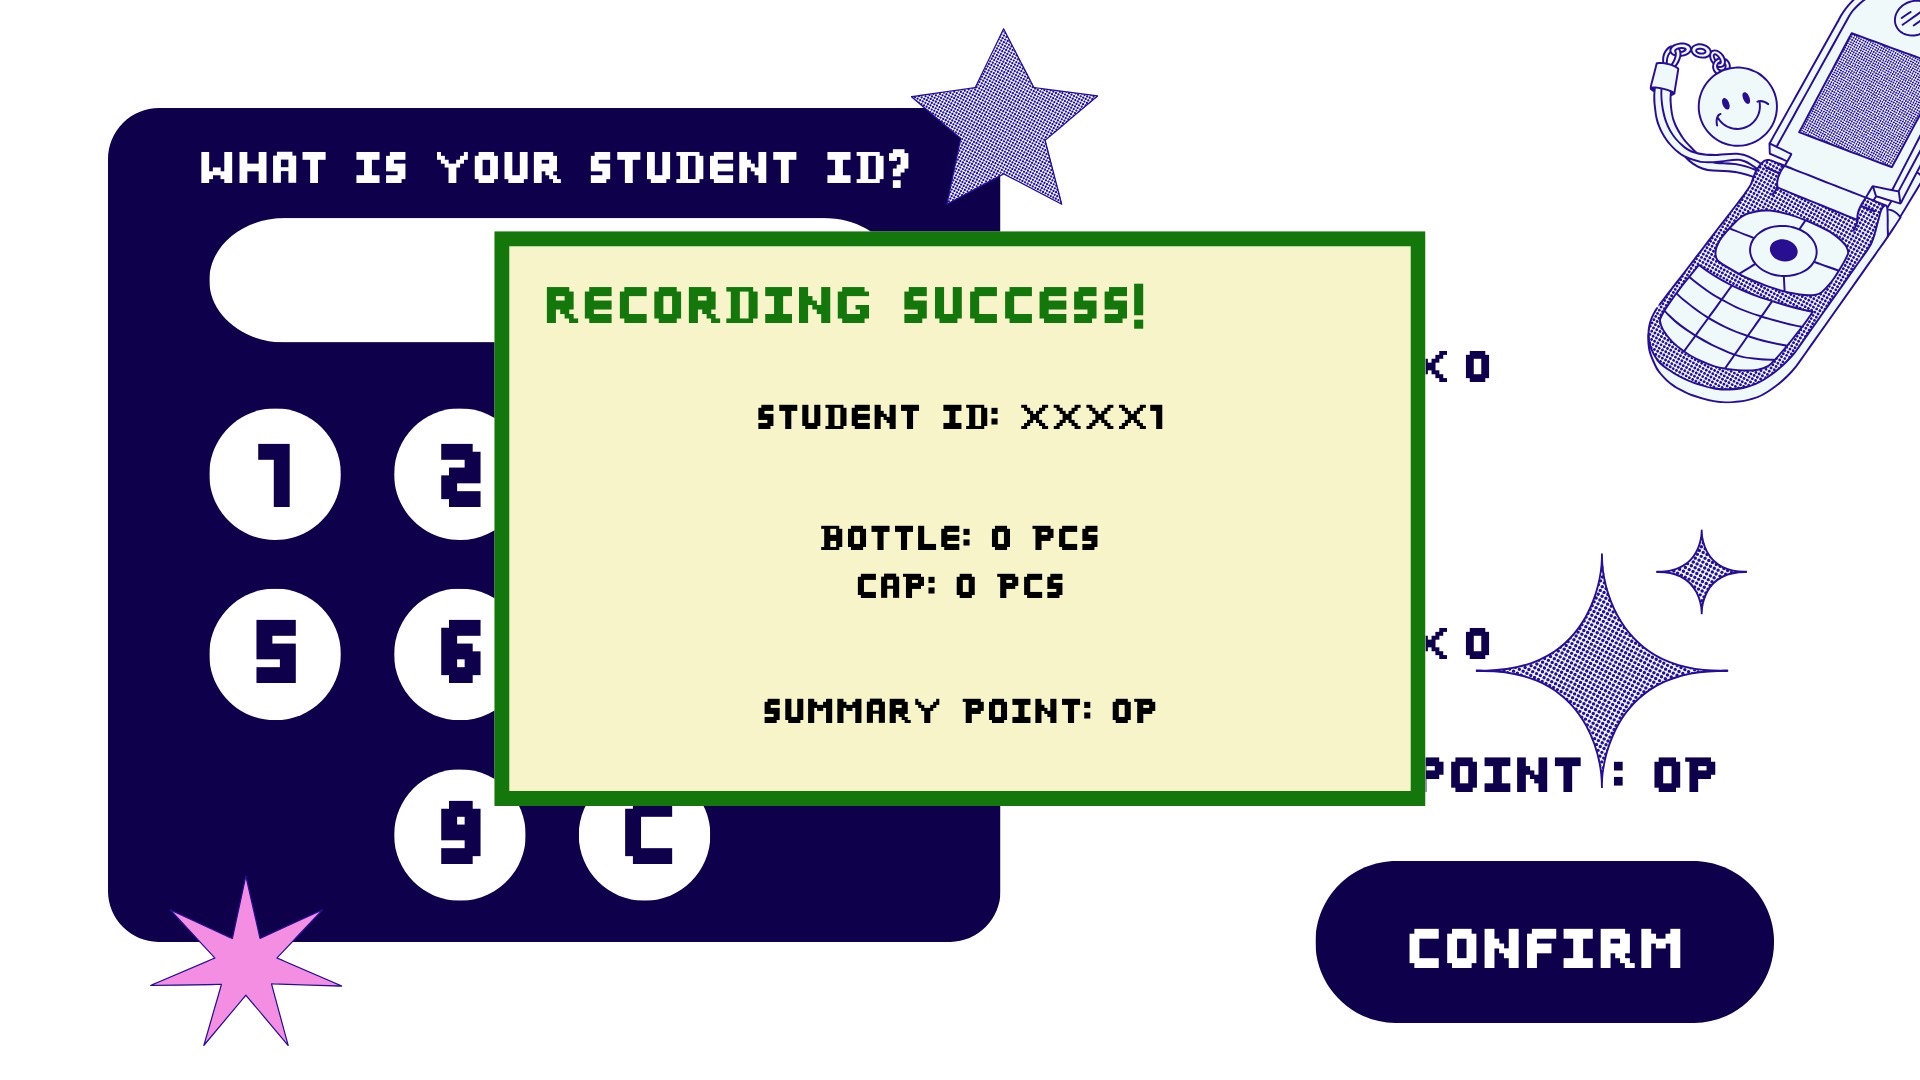 WHAT IS YOUR STUDENT ID?
RECORDING SUCCESS!
STUDENT ID: XXXX1
BOTTLE: 0 PCS
CAP: 0 PCS
SUMMARY POINT: 0P
1 2
5 6
9 C
X 0
X 0
POINT : 0P
CONFIRM